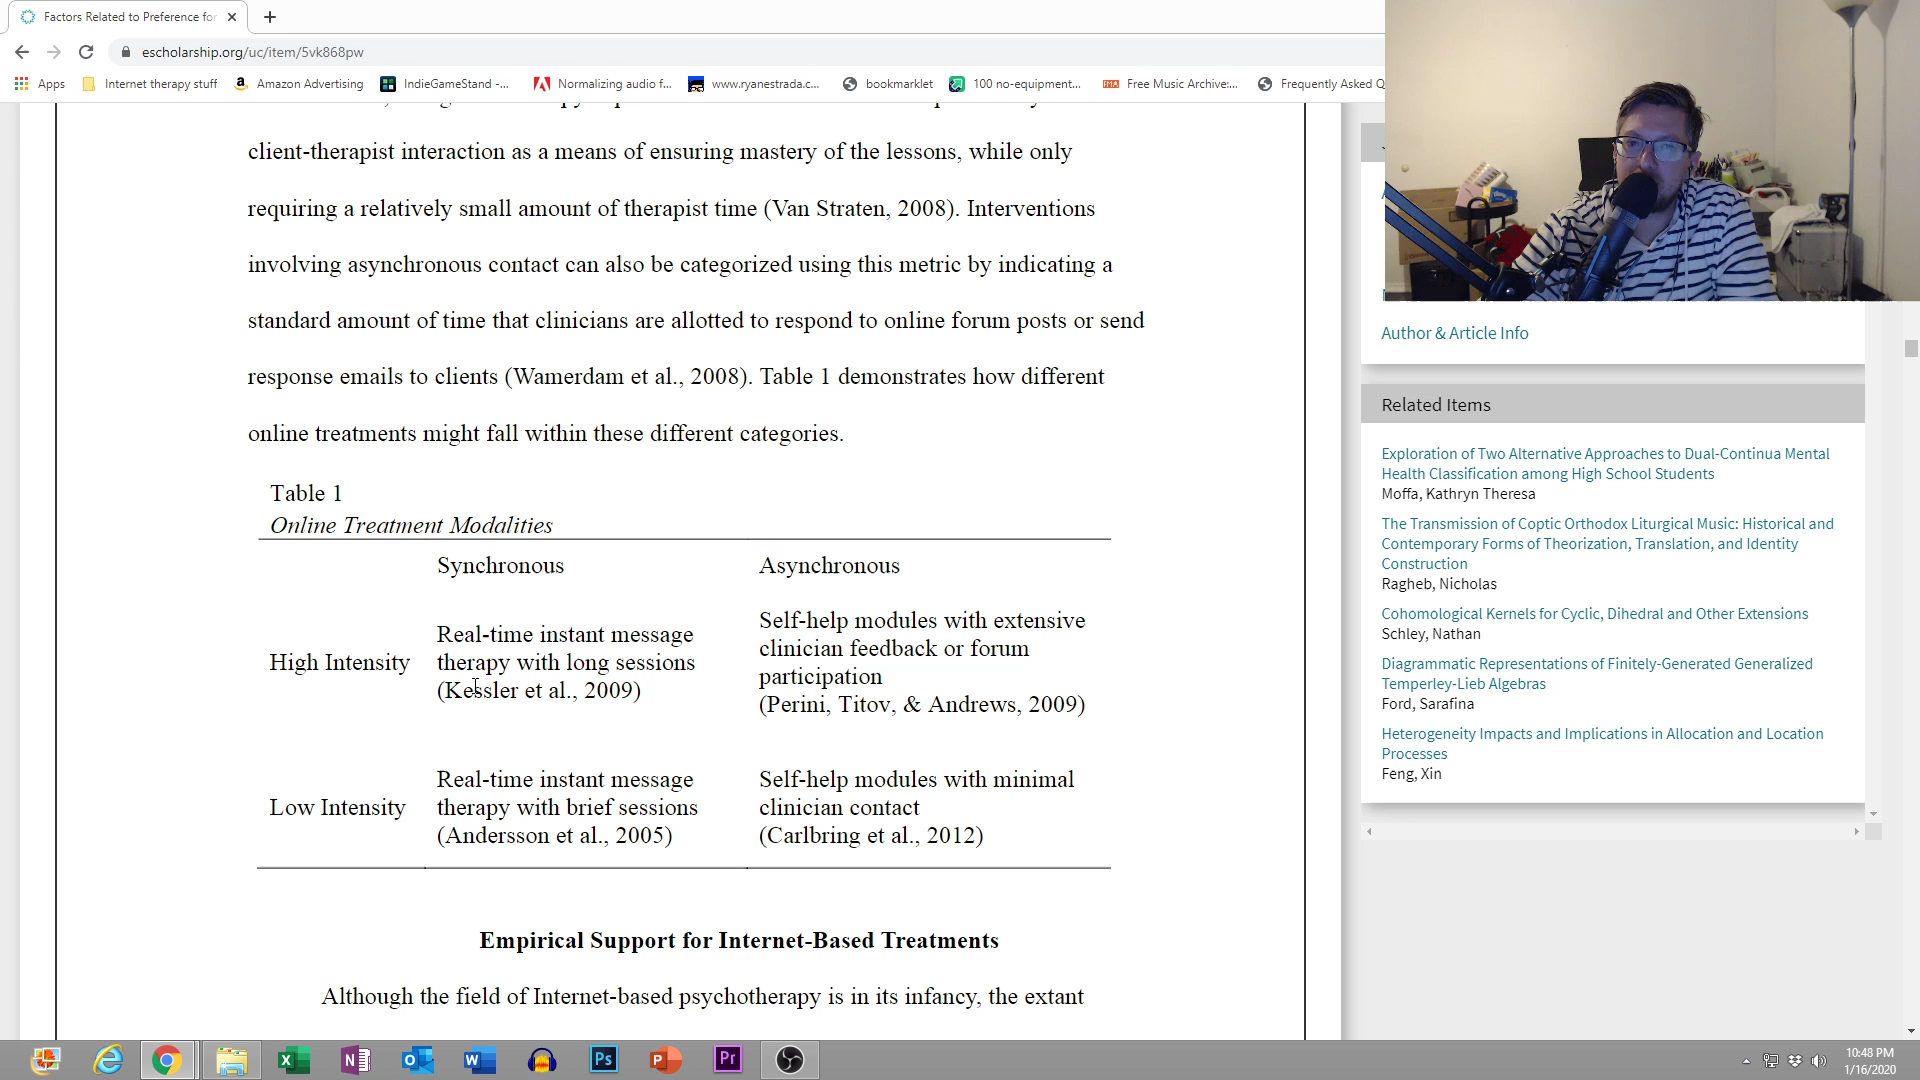 Factors Related to Preference for
escholarship.org/uc/item/5vk868pw
Apps
Internet therapy stuff
Amazon Advertising
IndieGameStand -...
Normalizing audio f...
www.ryanestrada.c...
bookmarklet
100 no-equipment...
Free Music Archive:...
Frequently Asked Q
client-therapist interaction as a means of ensuring mastery of the lessons, while only
requiring a relatively small amount of therapist time (Van Straten, 2008). Interventions
involving asynchronous contact can also be categorized using this metric by indicating a
standard amount of time that clinicians are allotted to respond to online forum posts or send
response emails to clients (Wamerdam et al., 2008). Table 1 demonstrates how different
online treatments might fall within these different categories.
Table 1
Online Treatment Modalities
Synchronous
Asynchronous
High Intensity
Real-time instant message
therapy with long sessions
(Kessler et al., 2009)
Self-help modules with extensive
clinician feedback or forum
participation
(Perini, Titov, & Andrews, 2009)
Low Intensity
Real-time instant message
therapy with brief sessions
(Andersson et al., 2005)
Self-help modules with minimal
clinician contact
(Carlbring et al., 2012)
Empirical Support for Internet-Based Treatments
Although the field of Internet-based psychotherapy is in its infancy, the extant
Author & Article Info
Related Items
Exploration of Two Alternative Approaches to Dual-Continua Mental
Health Classification among High School Students
Moffa, Kathryn Theresa
The Transmission of Coptic Orthodox Liturgical Music: Historical and
Contemporary Forms of Theorization, Translation, and Identity
Construction
Ragheb, Nicholas
Cohomological Kernels for Cyclic, Dihedral and Other Extensions
Schley, Nathan
Diagrammatic Representations of Finitely-Generated Generalized
Temperley-Lieb Algebras
Ford, Sarafina
Heterogeneity Impacts and Implications in Allocation and Location
Processes
Feng, Xin
10:48 PM
1/16/2020